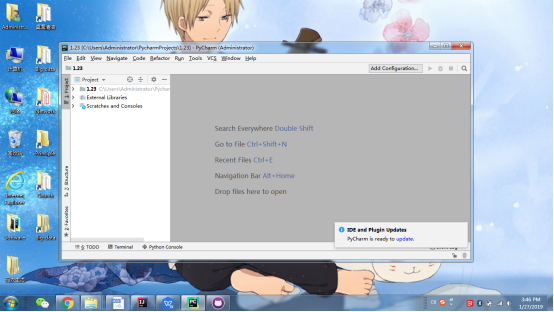 1.23 [C:\Users\Administrator\PycharmProjects\1.23] - PyCharm (Administrator)
File Edit View Navigate Code Refactor Run Tools VCS Window Help
1.23
Add Configuration...
1: Project
Project
1.23 C:\Users\Administrator\Pycharm
External Libraries
Scratches and Consoles
Search Everywhere Double Shift
Go to File Ctrl+Shift+N
Recent Files Ctrl+E
Navigation Bar Alt+Home
Drop files here to open
Z: Structure
2: Favorites
IDE and Plugin Updates
PyCharm is ready to update.
6: TODO
Terminal
Python Console
Administr...
Network
Internet
Explorer
3:46 PM
1/27/2019